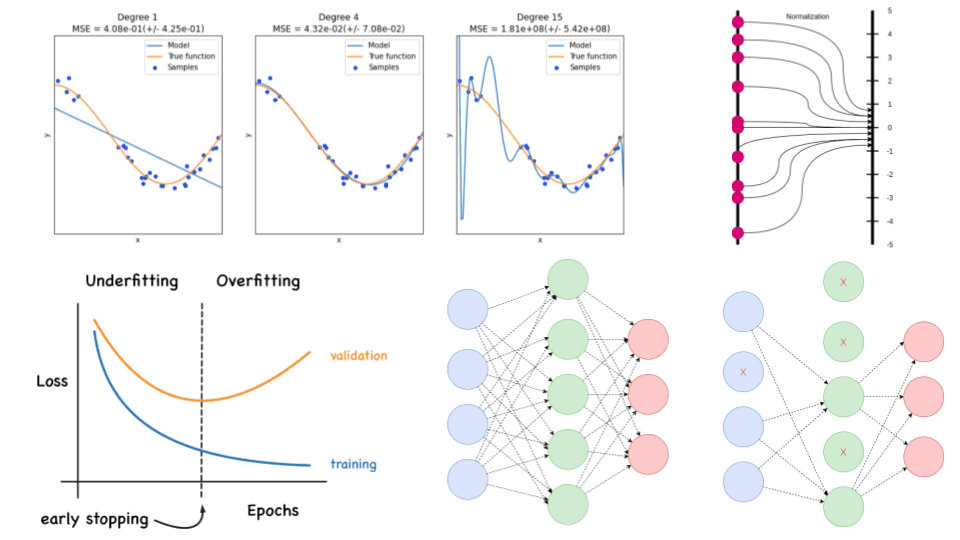 Degree 1
MSE = 4.08e-01(+/- 4.25e-01)
Model
True function
Samples
y
x
Degree 4
MSE = 4.32e-02(+/- 7.08e-02)
Model
True function
Samples
y
x
Degree 15
MSE = 1.81e+08(+/- 5.42e+08)
Model
True function
Samples
y
x
Normalization
5
4
3
2
1
0
-1
-2
-3
-4
-5
Underfitting
Overfitting
Loss
validation
training
early stopping
Epochs
X
X
X
X